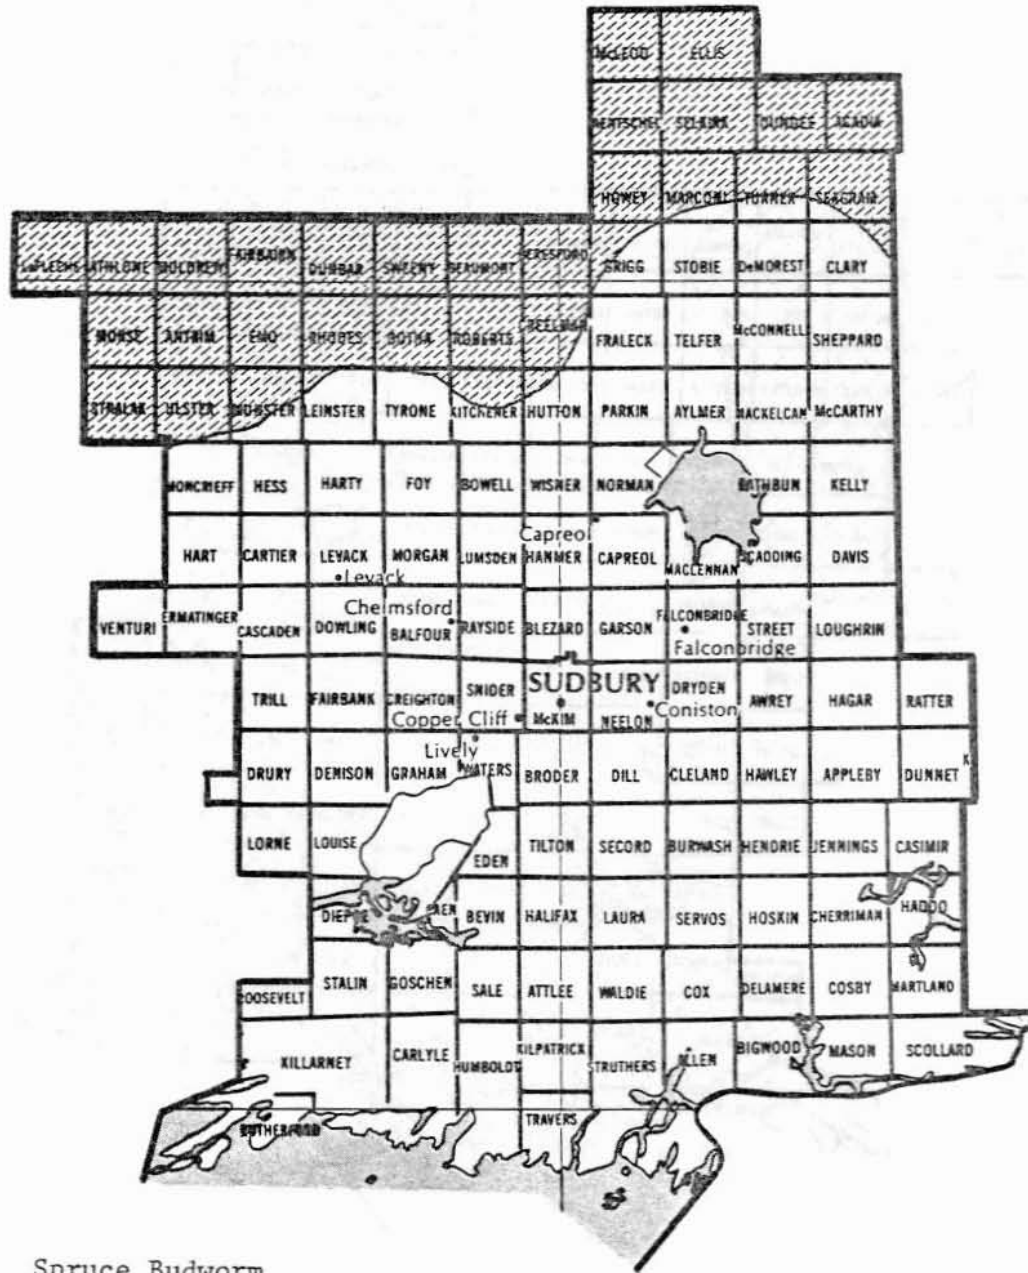 McLEOD ELLIS
SELKIRK DUNDEE ACADIA
HOWEY MARCONI TURNER SEAGRAM
ATHLONE FAIRBAIRN DUNBAR SWEENY BEAUMONT BERESFORD GRIGG STOBIE DeMOREST CLARY
MORSE ANTRIM EMO RHODES BOTHA ROBERTS CREELMAN FRALECK TELFER McCONNELL SHEPPARD
STRALAK ULSTER MUNSTER LEINSTER TYRONE KITCHENER HUTTON PARKIN AYLMER MACKELCAN McCARTHY
MONCRIEFF HESS HARTY FOY BOWELL WISNER NORMAN RATHBUN KELLY
Capreol
HART CARTIER LEVACK MORGAN LUMSDEN HANMER CAPREOL MACLENNAN SCADDING DAVIS
Levack
Chelmsford
VENTURI ERMATINGER CASCADEN DOWLING BALFOUR RAYSIDE BLEZARD GARSON FALCONBRIDGE STREET LOUGHRIN
Falconbridge
SUDBURY
TRILL FAIRBANK CREIGHTON SNIDER McKIM NEELON DRYDEN AWREY HAGAR RATTER
Copper Cliff Coniston
Lively
DRURY DENISON GRAHAM WATERS BRODER DILL CLELAND HAWLEY APPLEBY DUNNET K
LORNE LOUISE EDEN TILTON SECORD BURWASH HENDRIE JENNINGS CASIMIR
DIEPPE BEVIN HALIFAX LAURA SERVOS HOSKIN CHERRIMAN HADDO
ROOSEVELT STALIN GOSCHEN SALE ATTLEE WALDIE COX DELAMERE COSBY HARTLAND
KILLARNEY CARLYLE HUMBOLDT KILPATRICK STRUTHERS ALLEN BIGWOOD MASON SCOLLARD
RUTHERFORD TRAVERS
Spruce Budworm